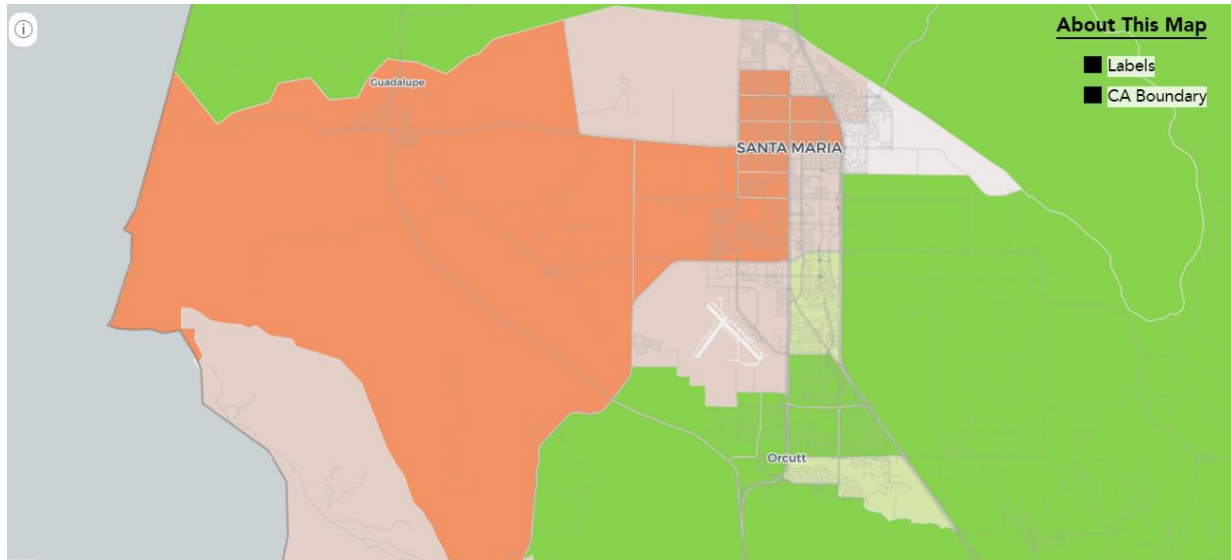 ⓘ
About This Map
Labels
CA Boundary
Guadalupe
SANTA MARIA
Orcutt